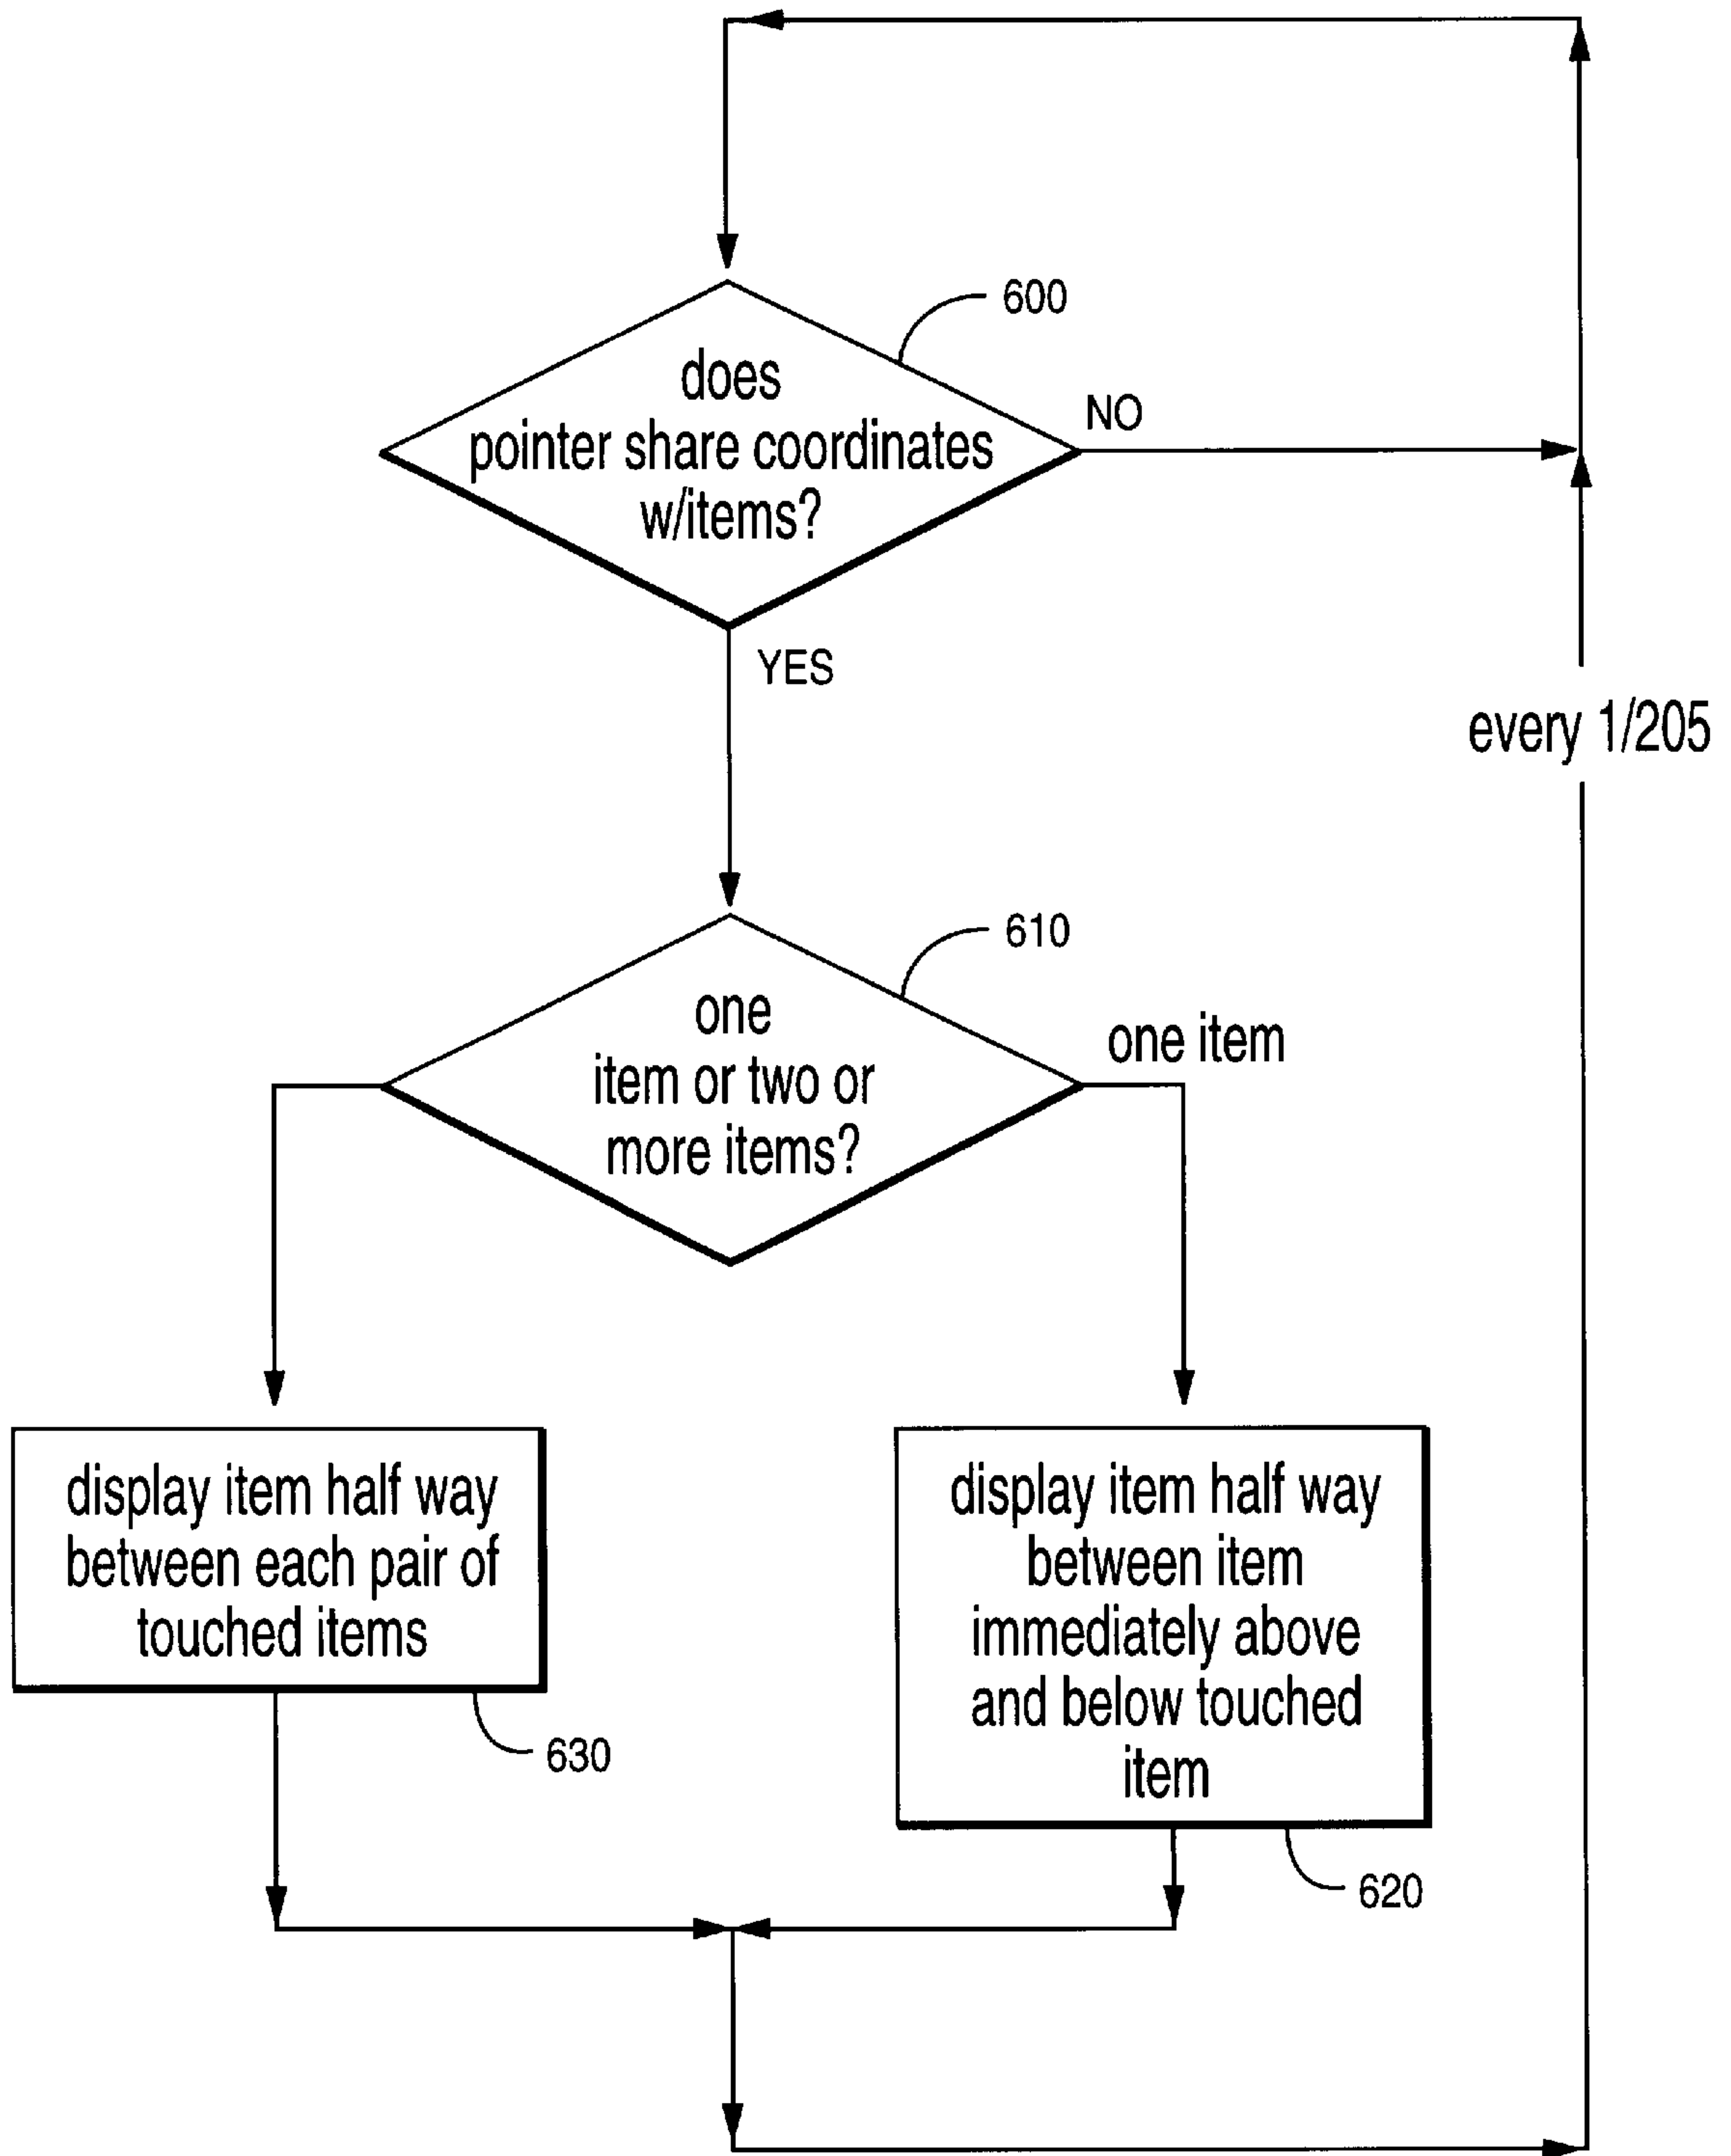 600
does
pointer share coordinates
w/items?
NO
YES
every 1/205
610
one
item or two or
more items?
one item
display item half way
between each pair of
touched items
630
display item half way
between item
immediately above
and below touched
item
620